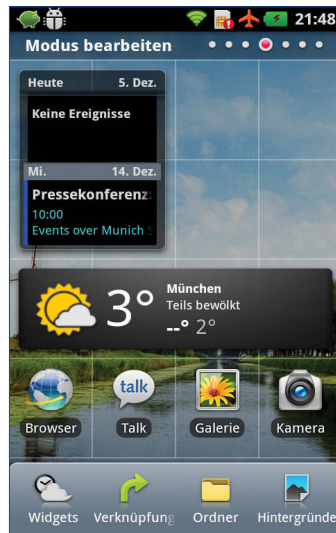 21:48
Modus bearbeiten
Heute 5. Dez.
Keine Ereignisse
Mi. 14. Dez.
Pressekonferenz
10:00
Events over Munich S
3°
München
Teils bewölkt
--° 2°
talk
Browser Talk Galerie Kamera
Widgets Verknüpfung Ordner Hintergründe